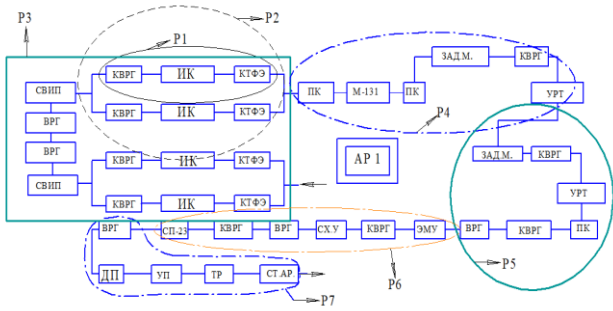 P3
P2
P1
КВРГ ИК КТФЭ
СВИП
ВРГ
КВРГ ИК КТФЭ
ВРГ
СВИП
КВРГ ИК КТФЭ
КВРГ ИК КТФЭ
ЗАД.М. КВРГ
ПК М-131 ПК УРТ
P4
АР 1
ЗАД.М. КВРГ
УРТ
ВРГ СП-23 КВРГ ВРГ СХ.У КВРГ ЭМУ ВРГ КВРГ ПК
P5
P6
ДП УП ТР СТ.АР.
P7